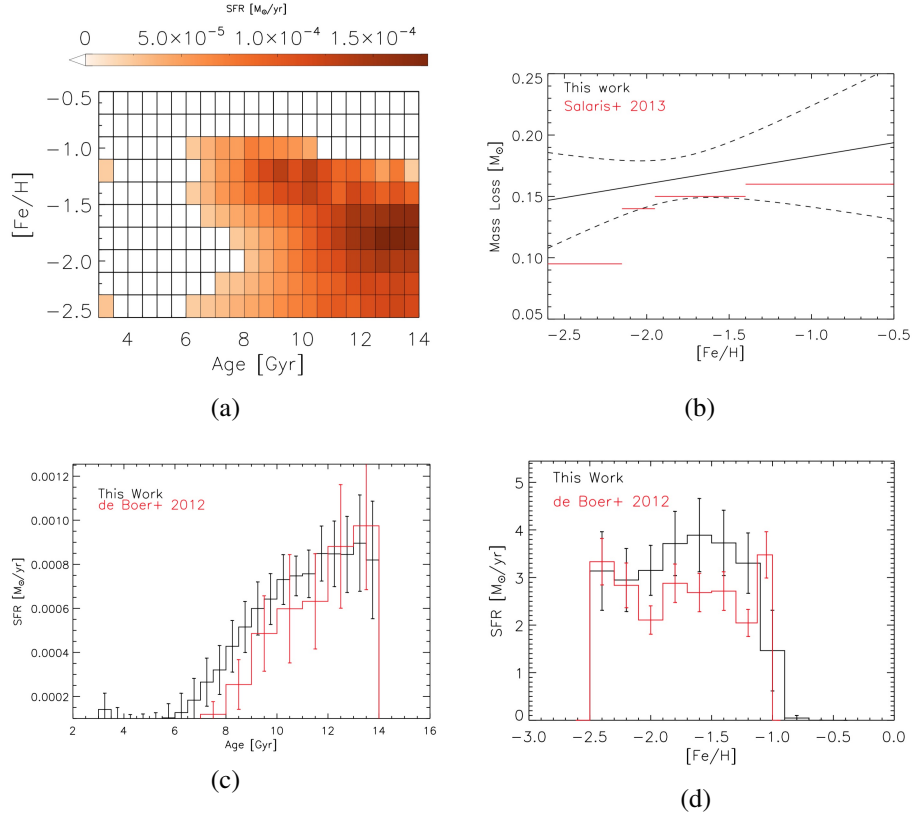 SFR [M⊙/yr]
0 5.0×10⁻⁵ 1.0×10⁻⁴ 1.5×10⁻⁴
-0.5
-1.0
-1.5
-2.0
-2.5
[Fe/H]
4 6 8 10 12 14
Age [Gyr]
(a)
This work
Salaris+ 2013
0.25
0.20
0.15
0.10
0.05
Mass Loss [M⊙]
-2.5 -2.0 -1.5 -1.0 -0.5
[Fe/H]
(b)
This Work
de Boer+ 2012
0.0012
0.0010
0.0008
0.0006
0.0004
0.0002
SFR [M⊙/yr]
2 4 6 8 10 12 14 16
Age [Gyr]
(c)
This Work
de Boer+ 2012
5
4
3
2
1
0
SFR [M⊙/yr]
-3.0 -2.5 -2.0 -1.5 -1.0 -0.5 0.0
[Fe/H]
(d)